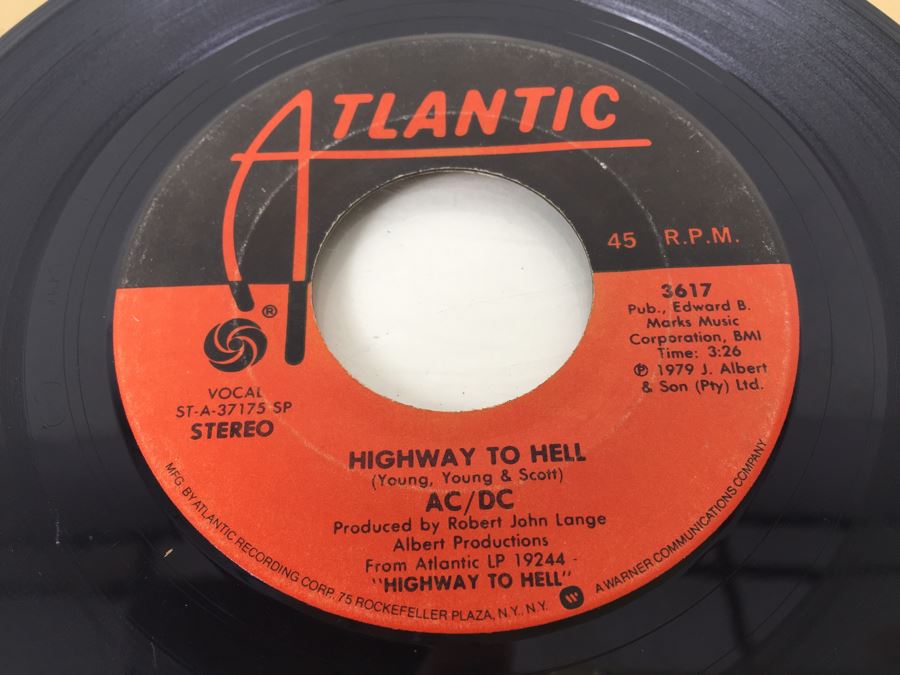 ATLANTIC
45 R.P.M.
®
VOCAL
ST-A-37175 SP
STEREO
3617
Pub., Edward B.
Marks Music
Corporation, BMI
Time: 3:26
℗ 1979 J. Albert
& Son (Pty) Ltd.
HIGHWAY TO HELL
(Young, Young & Scott)
AC/DC
Produced by Robert John Lange
Albert Productions
From Atlantic LP 19244 -
"HIGHWAY TO HELL"
MFG. BY ATLANTIC RECORDING CORP. 75 ROCKEFELLER PLAZA, N.Y., N.Y. A WARNER COMMUNICATIONS COMPANY